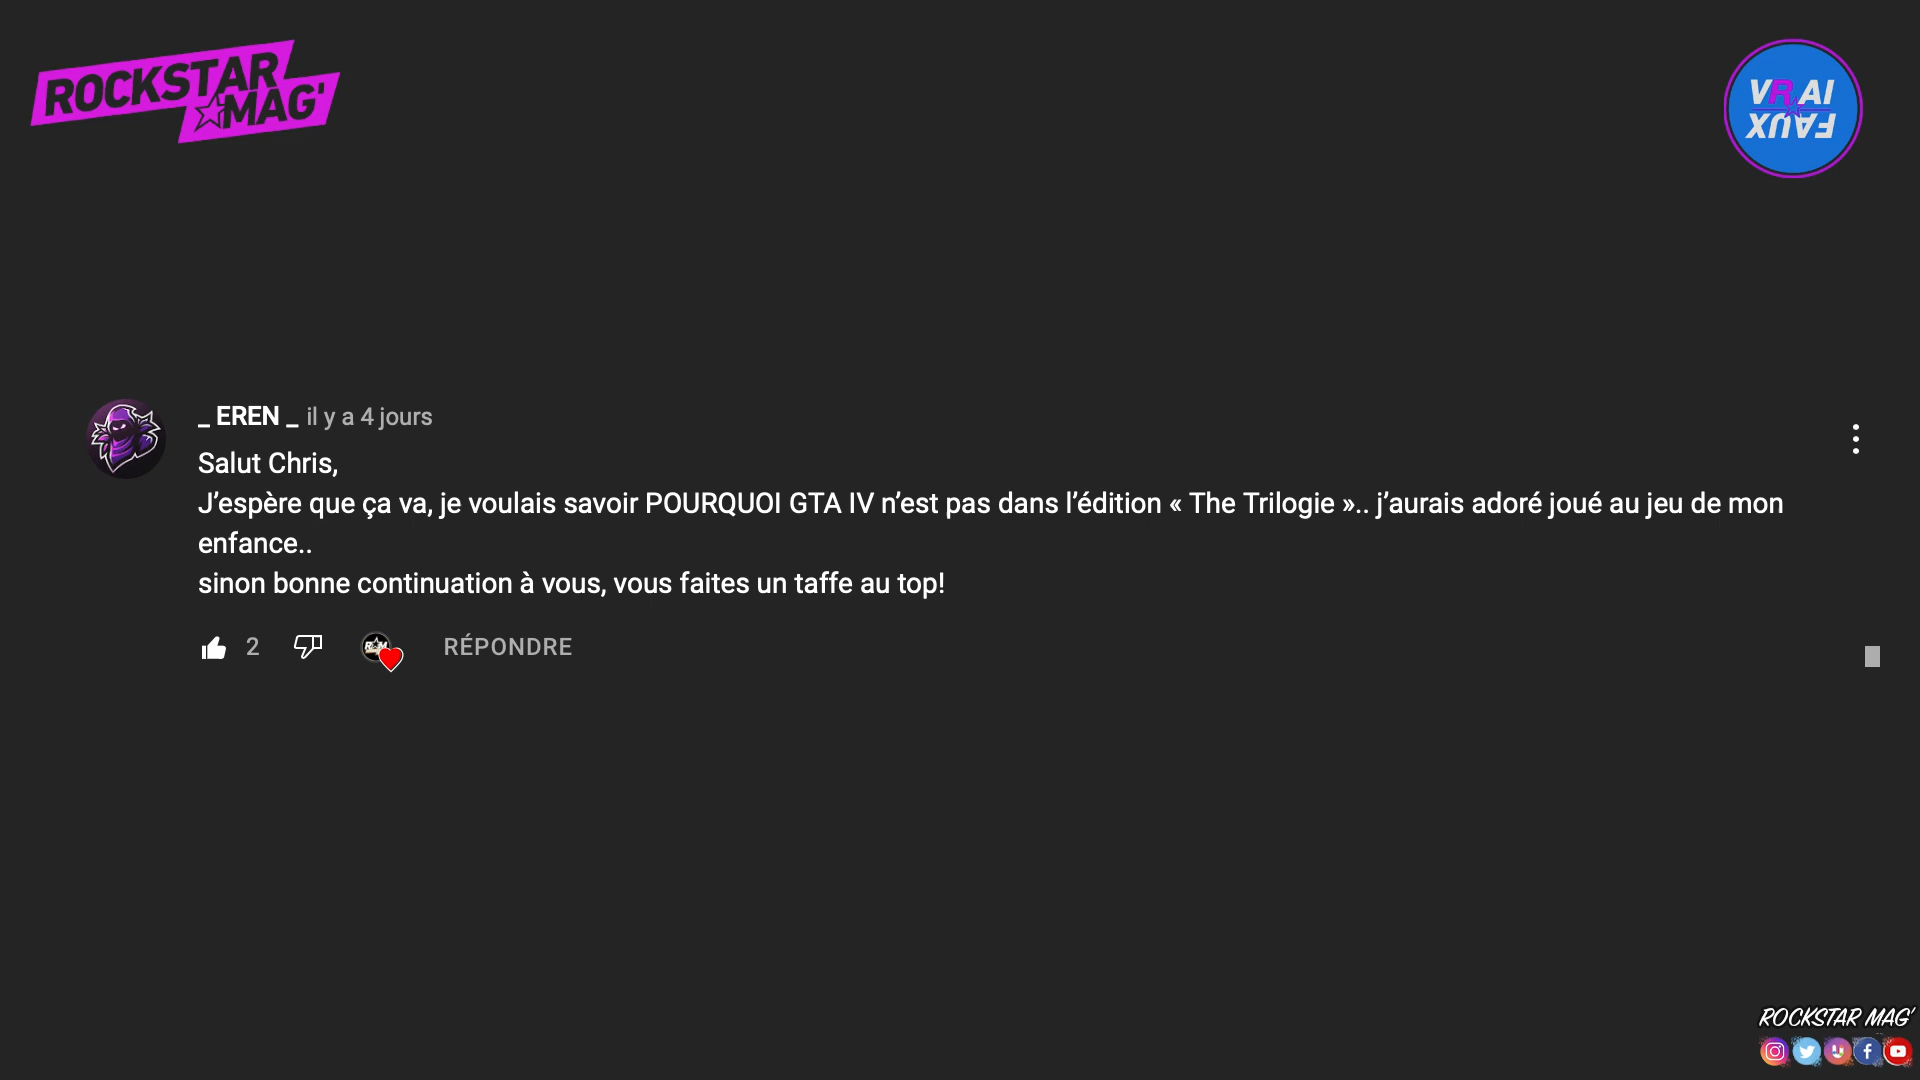 ROCKSTAR
MAG'
VRAI
FAUX
_ EREN _ il y a 4 jours
Salut Chris,
J’espère que ça va, je voulais savoir POURQUOI GTA IV n’est pas dans l’édition « The Trilogie ».. j’aurais adoré joué au jeu de mon
enfance..
sinon bonne continuation à vous, vous faites un taffe au top!
2 RÉPONDRE
ROCKSTAR MAG'